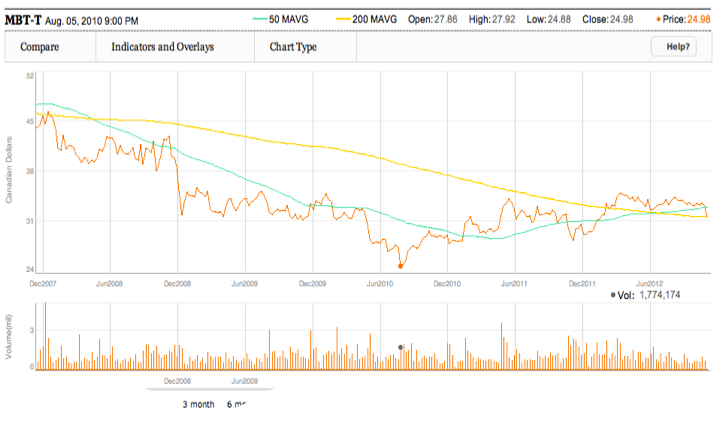 MBT-T Aug. 05, 2010 9:00 PM 50 MAVG 200 MAVG Open: 27.86 High: 27.92 Low: 24.88 Close: 24.98 Price: 24.98
Compare Indicators and Overlays Chart Type Help?
Canadian Dollars
52
45
38
31
24
Dec2007 Jun2008 Dec2008 Jun2009 Dec2009 Jun2010 Dec2010 Jun2011 Dec2011 Jun2012
Vol: 1,774,174
Volume(mil)
3
0
Dec2008 Jun2009
3 month